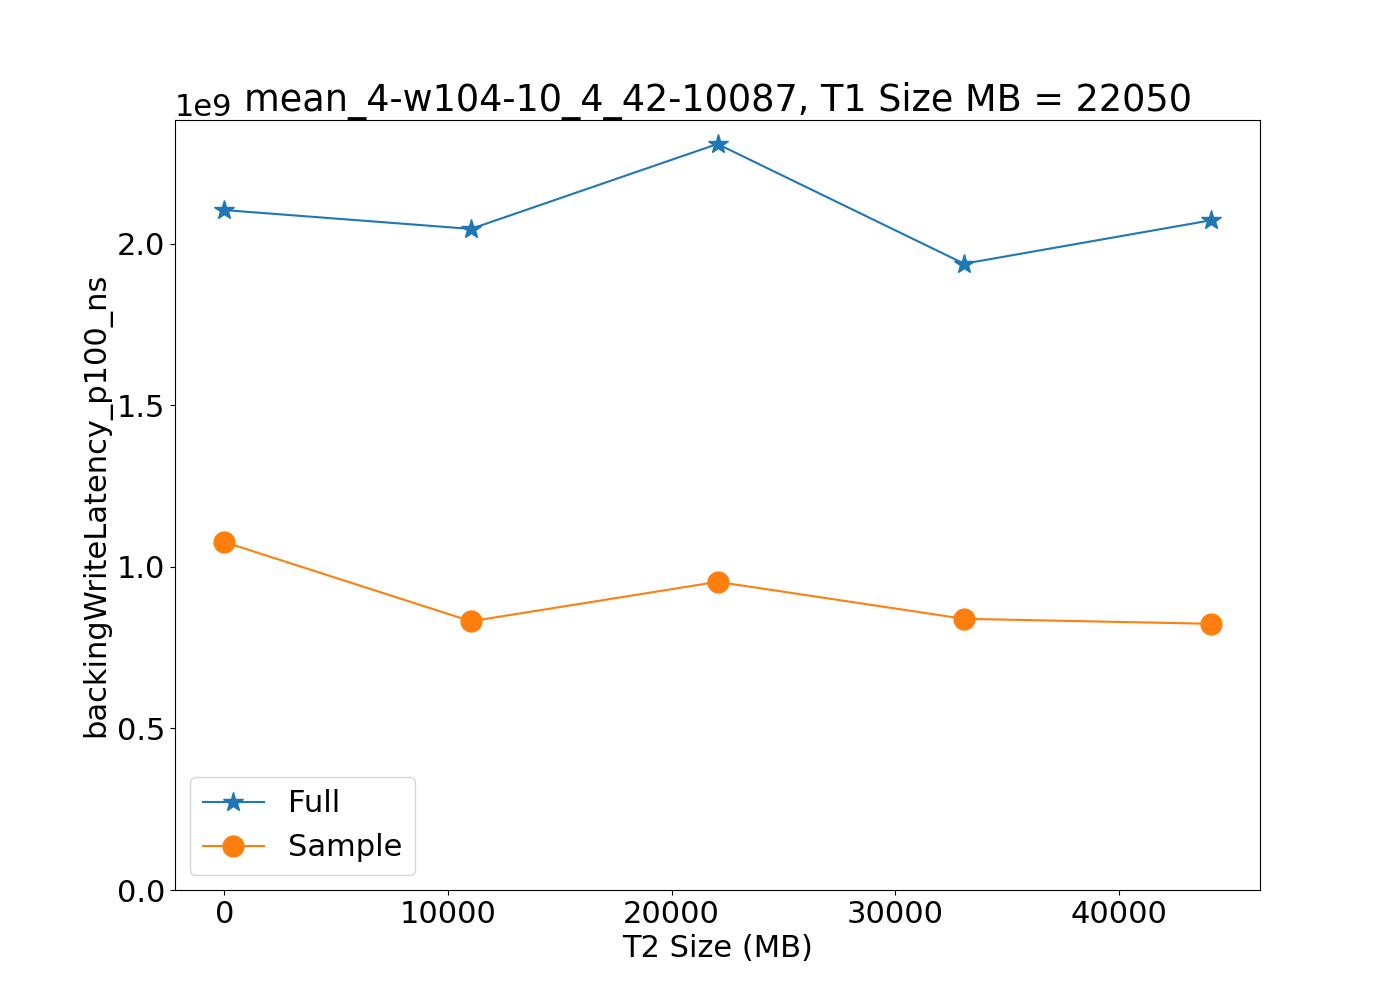 1e9
mean_4-w104-10_4_42-10087, T1 Size MB = 22050
backingWriteLatency_p100_ns
2.0
1.5
1.0
0.5
0.0
Full
Sample
0 10000 20000 30000 40000
T2 Size (MB)